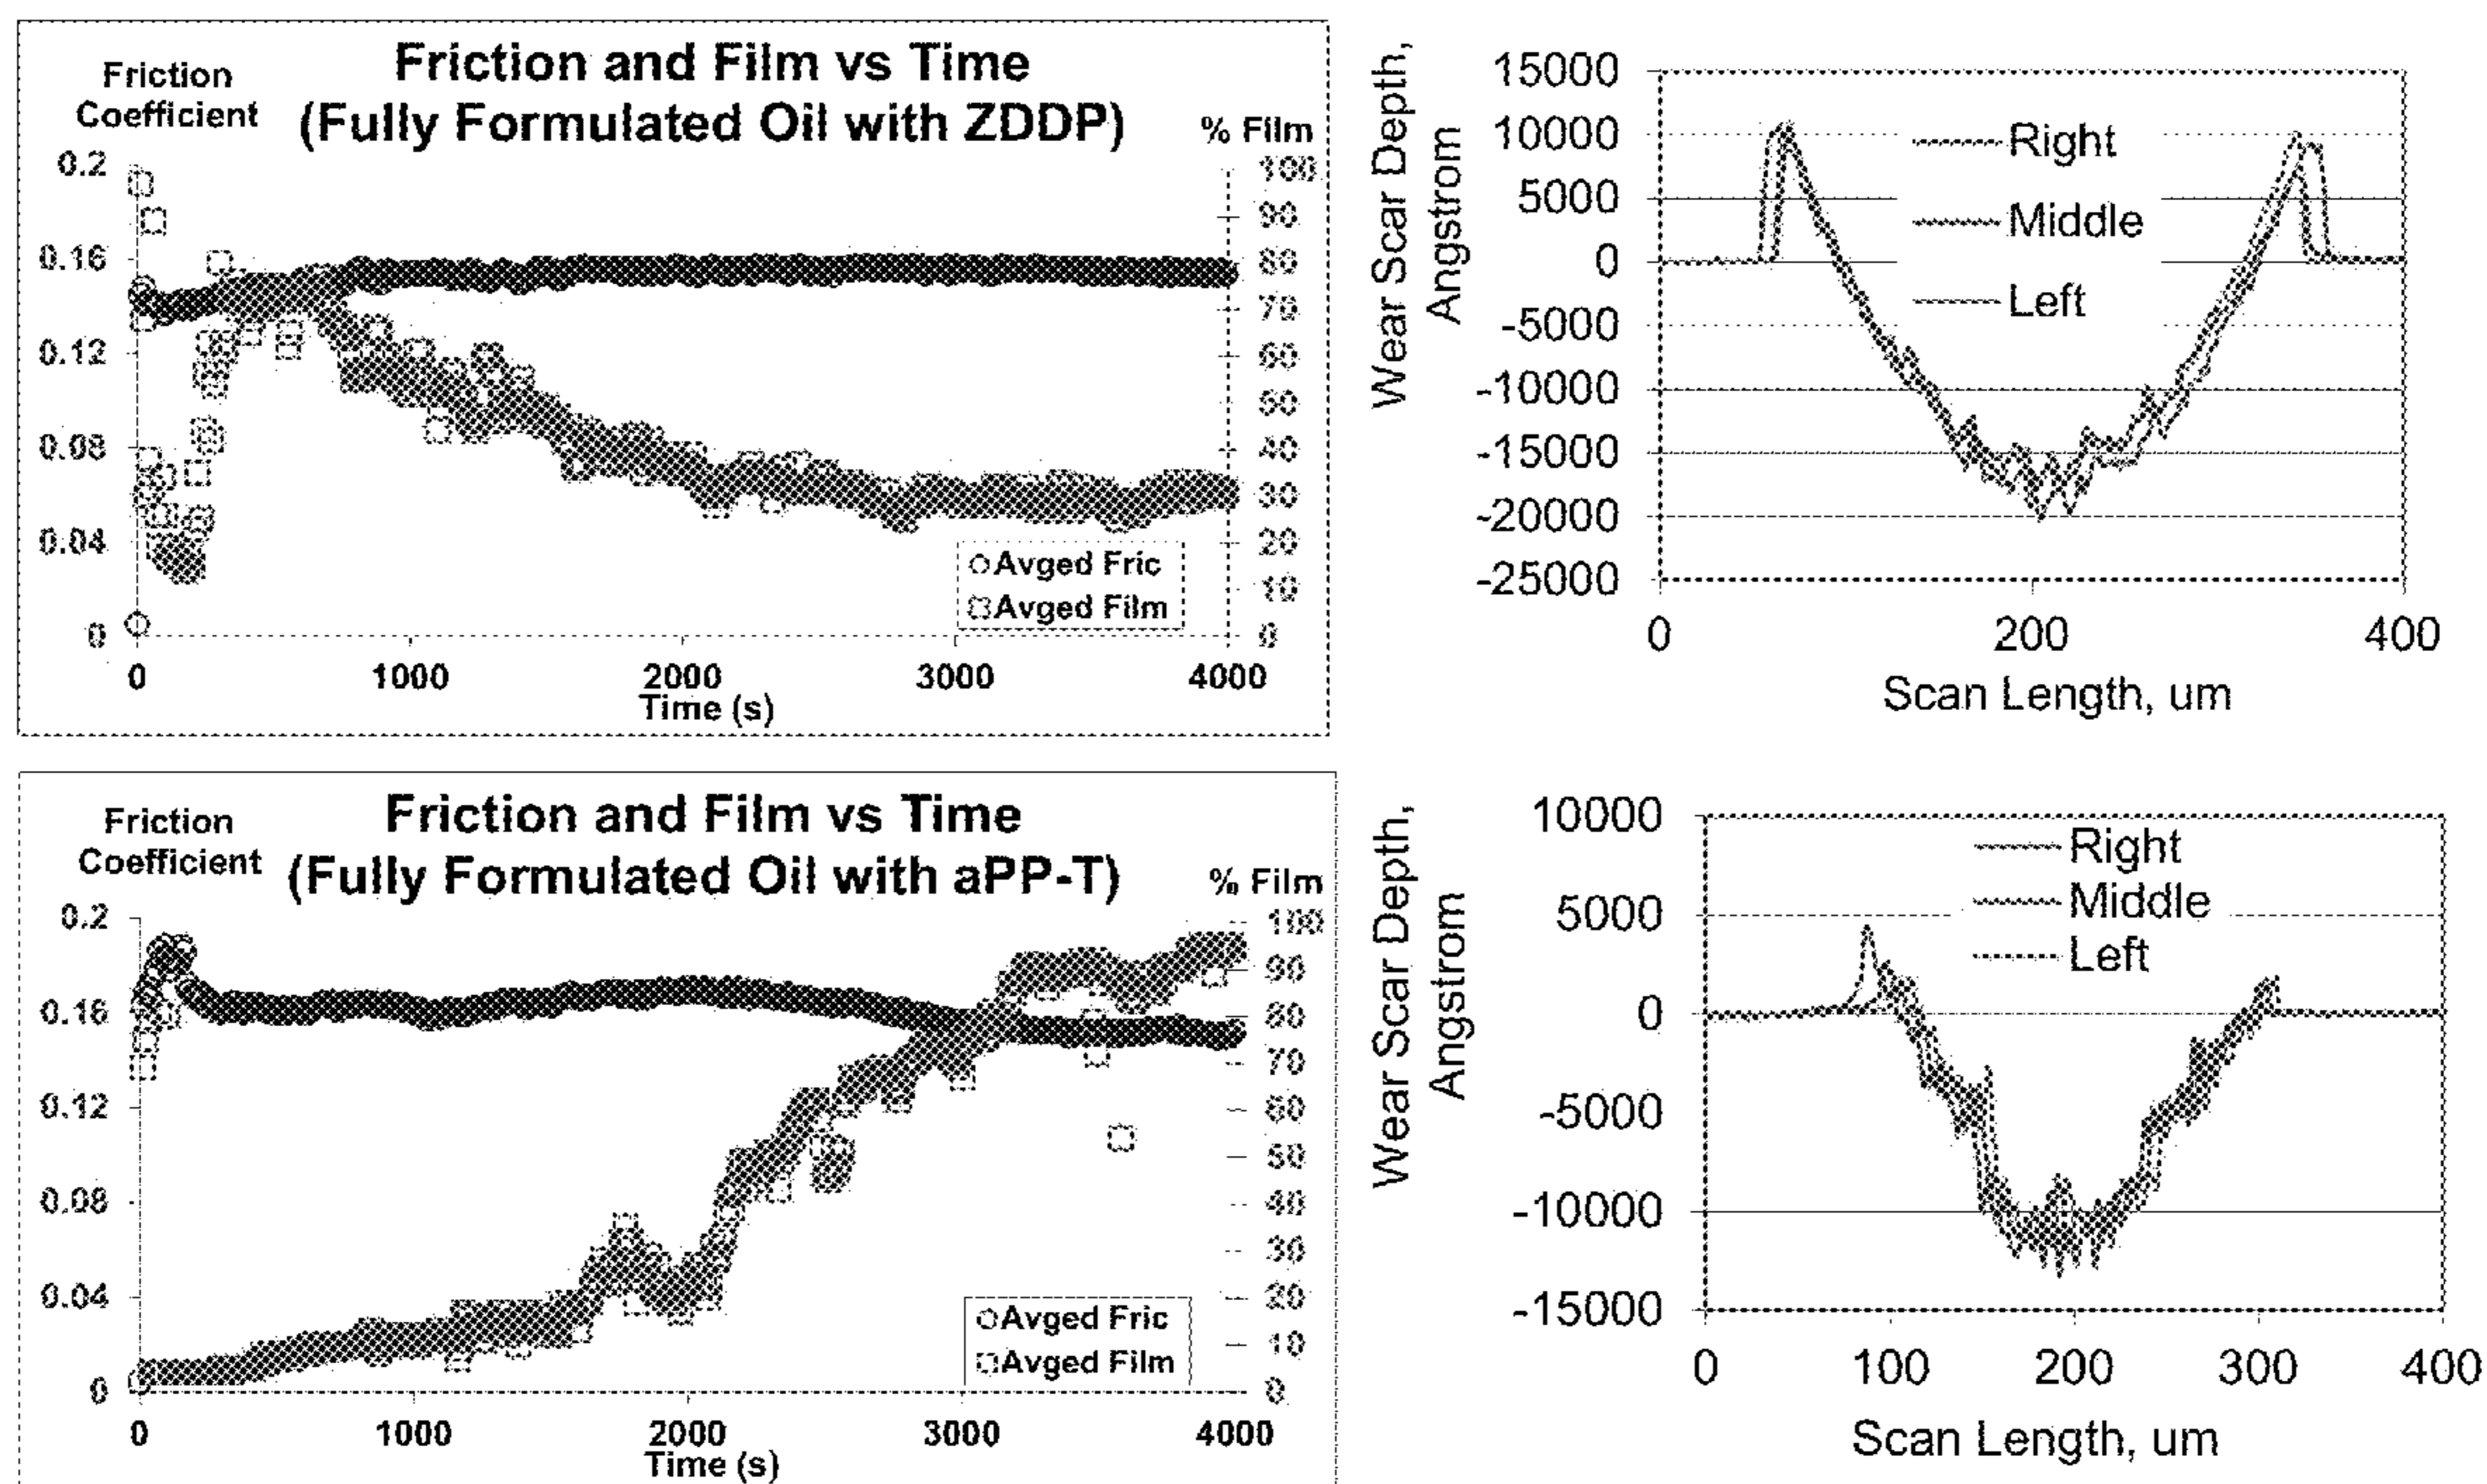 Friction and Film vs Time
(Fully Formulated Oil with ZDDP)
Friction
Coefficient
% Film
0.2
0.16
0.12
0.08
0.04
0
100
90
80
70
60
50
40
30
20
10
0
Avged Fric
Avged Film
0 1000 2000 3000 4000
Time (s)
Wear Scar Depth,
Angstrom
15000
10000
5000
0
-5000
-10000
-15000
-20000
-25000
Right
Middle
Left
0 200 400
Scan Length, um
Friction and Film vs Time
(Fully Formulated Oil with aPP-T)
Friction
Coefficient
% Film
0.2
0.16
0.12
0.08
0.04
0
100
90
80
70
60
50
40
30
20
10
0
Avged Fric
Avged Film
0 1000 2000 3000 4000
Time (s)
Wear Scar Depth,
Angstrom
10000
5000
0
-5000
-10000
-15000
Right
Middle
Left
0 100 200 300 400
Scan Length, um